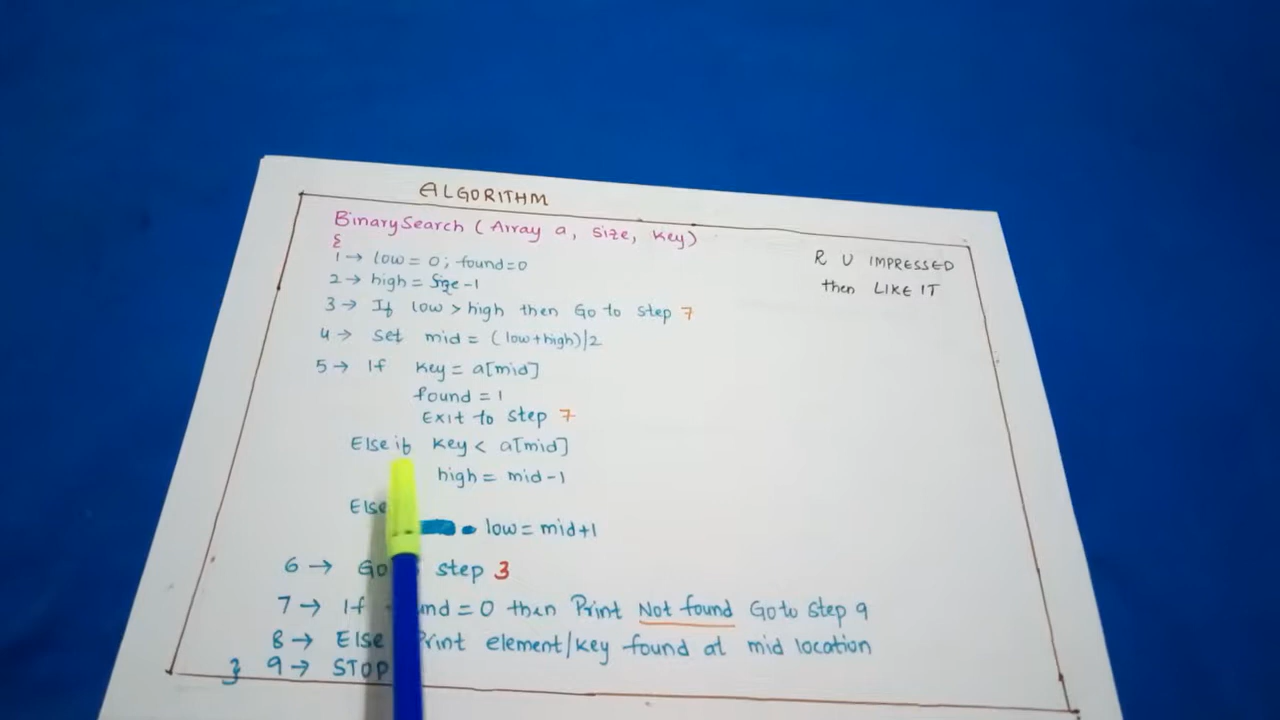 ALGORITHM
BinarySearch ( Array a, size, key)
{
1 → low = 0; found=0
2 → high = Size -1
3 → If low > high then Go to step 7
4 → set mid = (low+high)/2
5 → If key = a[mid]
found = 1
Exit to step 7
Else if key < a[mid]
high = mid-1
Else
low = mid+1
6 → Go step 3
7 → If = 0 then Print Not found Goto step 9
8 → Else Print element/key found at mid location
} 9 → STOP
R U IMPRESSED
then LIKE IT